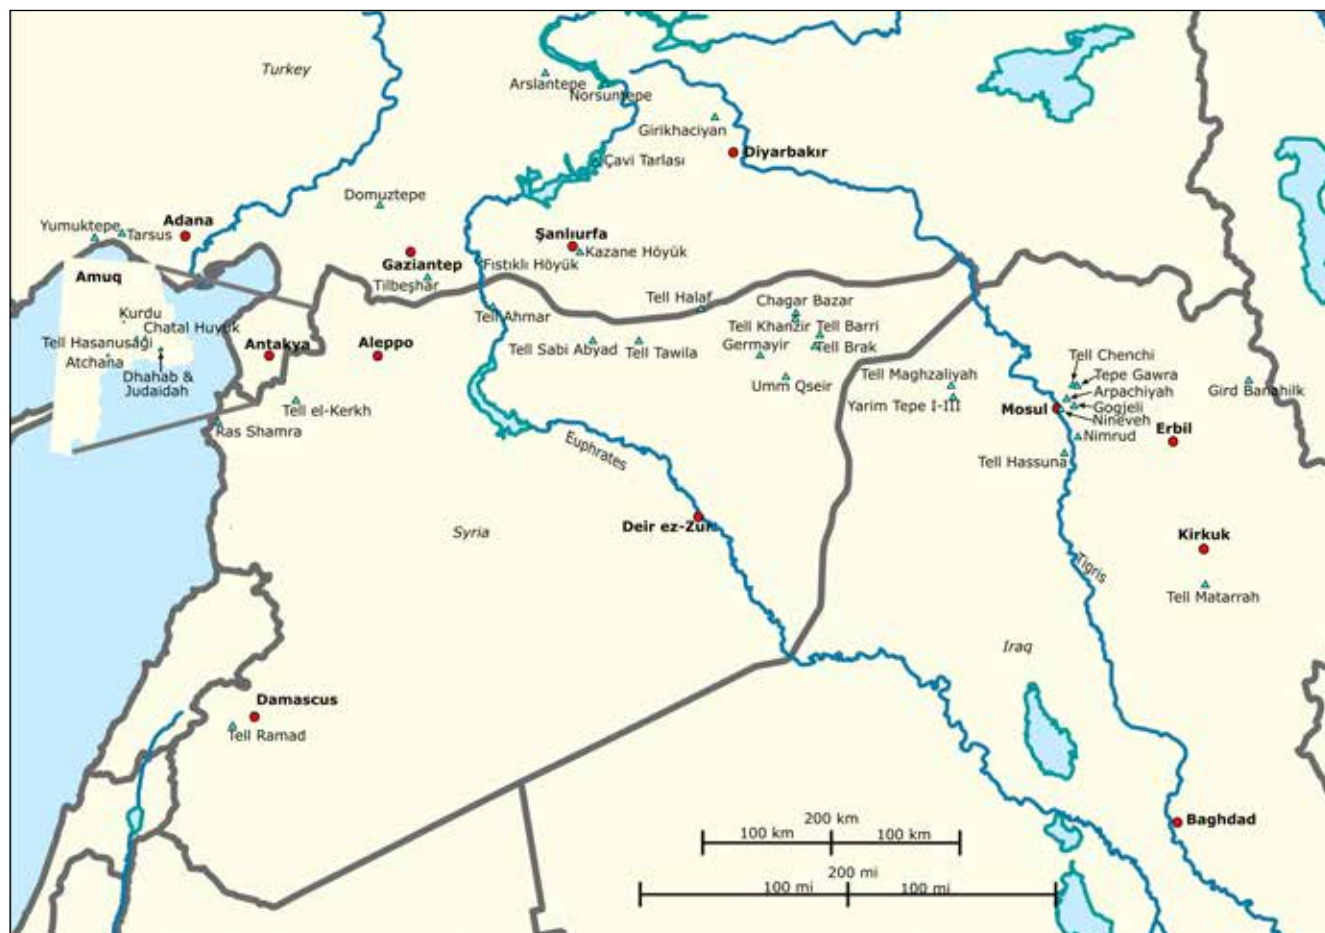 Turkey
Arslantepe
Norsuntepe
Girikhaciyan
Diyarbakır
Çavi Tarlası
Domuztepe
Yumuktepe
Tarsus
Adana
Şanlıurfa
Kazane Höyük
Gaziantep
Fıstıklı Höyük
Amuq
Tilbeshar
Tell Halaf
Chagar Bazar
Kurdu
Chatal Huyuk
Tell Ahmar
Tell Khanzir
Tell Barri
Tell Hasanusaği
Antakya
Aleppo
Tell Sabi Abyad
Tell Tawila
Germayir
Tell Brak
Atchana
Tell Chenchi
Dhahab &
Judaidah
Umm Qseir
Tell Maghzaliyah
Tepe Gawra
Gird Banahilk
Arpachiyah
Tell el-Kerkh
Yarim Tepe I-III
Mosul
Gogjeli
Nineveh
Ras Shamra
Nimrud
Erbil
Euphrates
Tell Hassuna
Syria
Deir ez-Zur
Kirkuk
Tigris
Tell Matarrah
Iraq
Damascus
Tell Ramad
Baghdad
200 km
100 km 100 km
200 mi
100 mi 100 mi